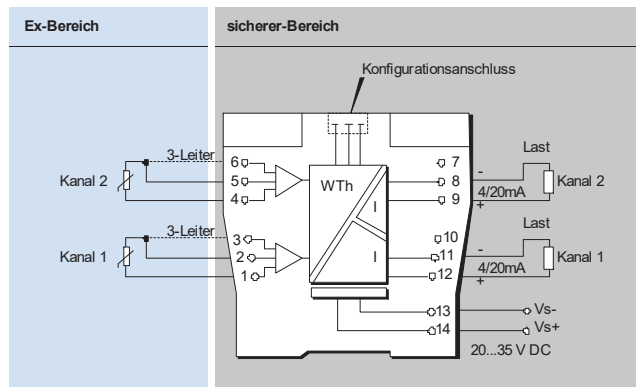 Ex-Bereich
sicherer-Bereich
Konfigurationsanschluss
3-Leiter
6
5
4
Kanal 2
WTh
I
7
8
9
-
4/20mA
+
Last
Kanal 2
3-Leiter
3
2
1
Kanal 1
I
10
11
12
-
4/20mA
+
Last
Kanal 1
13
14
Vs-
Vs+
20...35 V DC